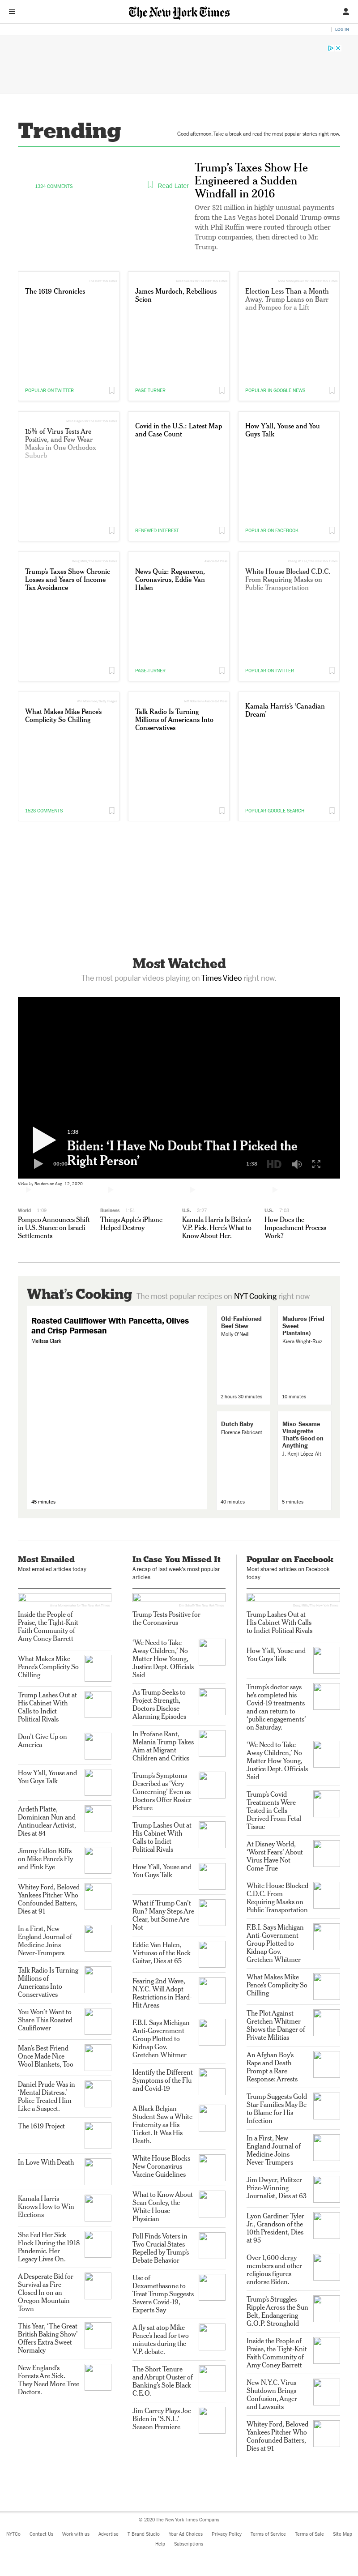 The New York Times
LOG IN
Trending
Good afternoon. Take a break and read the most popular stories right now.
1324 COMMENTS
Read Later
Trump's Taxes Show He
Engineered a Sudden
Windfall in 2016
Over $21 million in highly unusual payments
from the Las Vegas hotel Donald Trump owns
with Phil Ruffin were routed through other
Trump companies, then directed to Mr.
Trump.
The 1619 Chronicles
POPULAR ON TWITTER
James Murdoch, Rebellious
Scion
PAGE-TURNER
Election Less Than a Month
Away, Trump Leans on Barr
and Pompeo for a Lift
POPULAR IN GOOGLE NEWS
15% of Virus Tests Are
Positive, and Few Wear
Masks in One Orthodox
Suburb
Covid in the U.S.: Latest Map
and Case Count
RENEWED INTEREST
How Y'all, Youse and You
Guys Talk
POPULAR ON FACEBOOK
Trump's Taxes Show Chronic
Losses and Years of Income
Tax Avoidance
News Quiz: Regeneron,
Coronavirus, Eddie Van
Halen
PAGE-TURNER
White House Blocked C.D.C.
From Requiring Masks on
Public Transportation
POPULAR ON TWITTER
What Makes Mike Pence's
Complicity So Chilling
1528 COMMENTS
Talk Radio Is Turning
Millions of Americans Into
Conservatives
Kamala Harris's 'Canadian
Dream'
POPULAR GOOGLE SEARCH
Most Watched
The most popular videos playing on Times Video right now.
1:38
Biden: 'I Have No Doubt That I Picked the
Right Person'
00:00
1:38
HD
Video by Reuters on Aug. 12, 2020.
World 1:09
Pompeo Announces Shift
in U.S. Stance on Israeli
Settlements
Business 1:51
Things Apple's iPhone
Helped Destroy
U.S. 5:27
Kamala Harris Is Biden's
V.P. Pick. Here's What to
Know About Her.
U.S. 7:20
How Does the
Impeachment Process
Work?
What's Cooking The most popular recipes on NYT Cooking right now
Roasted Cauliflower With Pancetta, Olives
and Crisp Parmesan
Melissa Clark
45 minutes
Old-Fashioned
Beef Stew
Molly O'Neill
2 hours 30 minutes
Maduros (Fried
Sweet
Plantains)
Kiera Wright-Ruiz
10 minutes
Dutch Baby
Florence Fabricant
40 minutes
Miso-Sesame
Vinaigrette
That's Good on
Anything
J. Kenji López-Alt
5 minutes
Most Emailed
Most emailed articles today
Inside the People of
Praise, the Tight-Knit
Faith Community of
Amy Coney Barrett
What Makes Mike
Pence's Complicity So
Chilling
Trump Lashes Out at
His Cabinet With
Calls to Indict
Political Rivals
Don't Give Up on
America
How Y'all, Youse and
You Guys Talk
Ardeth Platte,
Dominican Nun and
Antinuclear Activist,
Dies at 84
Jimmy Fallon Riffs
on Mike Pence's Fly
and Pink Eye
Whitey Ford, Beloved
Yankees Pitcher Who
Confounded Batters,
Dies at 91
In a First, New
England Journal of
Medicine Joins
Never-Trumpers
Talk Radio Is Turning
Millions of
Americans Into
Conservatives
You Won't Want to
Share This Roasted
Cauliflower
Man's Best Friend
Once Made Nice
Wool Blankets, Too
Daniel Prude Was in
'Mental Distress.'
Police Treated Him
Like a Suspect.
The 1619 Project
In Love With Death
Kamala Harris
Knows How to Win
Elections
She Fed Her Sick
Flock During the 1918
Pandemic. Her
Legacy Lives On.
A Desperate Bid for
Survival as Fire
Closed In on an
Oregon Mountain
Town
This Year, 'The Great
British Baking Show'
Offers Extra Sweet
Normalcy
New England's
Forests Are Sick.
They Need More Tree
Doctors.
In Case You Missed It
A recap of last week's most popular
articles
Trump Tests Positive for
the Coronavirus
'We Need to Take
Away Children,' No
Matter How Young,
Justice Dept. Officials
Said
As Trump Seeks to
Project Strength,
Doctors Disclose
Alarming Episodes
In Profane Rant,
Melania Trump Takes
Aim at Migrant
Children and Critics
Trump's Symptoms
Described as 'Very
Concerning' Even as
Doctors Offer Rosier
Picture
Trump Lashes Out at
His Cabinet With
Calls to Indict
Political Rivals
How Y'all, Youse and
You Guys Talk
What if Trump Can't
Run? Many Steps Are
Clear, but Some Are
Not
Eddie Van Halen,
Virtuoso of the Rock
Guitar, Dies at 65
Fearing 2nd Wave,
N.Y.C. Will Adopt
Restrictions in Hard-
Hit Areas
F.B.I. Says Michigan
Anti-Government
Group Plotted to
Kidnap Gov.
Gretchen Whitmer
Identify the Different
Symptoms of the Flu
and Covid-19
A Black Belgian
Student Saw a White
Fraternity as His
Ticket. It Was His
Death.
White House Blocks
New Coronavirus
Vaccine Guidelines
What to Know About
Sean Conley, the
White House
Physician
Poll Finds Voters in
Two Crucial States
Repelled by Trump's
Debate Behavior
Use of
Dexamethasone to
Treat Trump Suggests
Severe Covid-19,
Experts Say
A fly sat atop Mike
Pence's head for two
minutes during the
V.P. debate.
The Short Tenure
and Abrupt Ouster of
Banking's Sole Black
C.E.O.
Jim Carrey Plays Joe
Biden in 'S.N.L.'
Season Premiere
Popular on Facebook
Most shared articles on Facebook
today
Trump Lashes Out at
His Cabinet With Calls
to Indict Political Rivals
How Y'all, Youse and
You Guys Talk
Trump's doctor says
he's completed his
Covid-19 treatments
and can return to
'public engagements'
on Saturday.
'We Need to Take
Away Children,' No
Matter How Young,
Justice Dept. Officials
Said
Trump's Covid
Treatments Were
Tested in Cells
Derived From Fetal
Tissue
At Disney World,
'Worst Fears' About
Virus Have Not
Come True
White House Blocked
C.D.C. From
Requiring Masks on
Public Transportation
F.B.I. Says Michigan
Anti-Government
Group Plotted to
Kidnap Gov.
Gretchen Whitmer
What Makes Mike
Pence's Complicity So
Chilling
The Plot Against
Gretchen Whitmer
Shows the Danger of
Private Militias
An Afghan Boy's
Rape and Death
Prompt a Rare
Response: Arrests
Trump Suggests Gold
Star Families May Be
to Blame for His
Infection
In a First, New
England Journal of
Medicine Joins
Never-Trumpers
Jim Dwyer, Pulitzer
Prize-Winning
Journalist, Dies at 63
Lyon Gardiner Tyler
Jr., Grandson of the
10th President, Dies
at 95
Over 1,600 clergy
members and other
religious figures
endorse Biden.
Trump's Struggles
Ripple Across the Sun
Belt, Endangering
G.O.P. Stronghold
Inside the People of
Praise, the Tight-Knit
Faith Community of
Amy Coney Barrett
New N.Y.C. Virus
Shutdown Brings
Confusion, Anger
and Lawsuits
Whitey Ford, Beloved
Yankees Pitcher Who
Confounded Batters,
Dies at 91
© 2020 The New York Times Company
NYTCo Contact Us Work with us Advertise T Brand Studio Your Ad Choices Privacy Policy Terms of Service Terms of Sale Site Map
Help Subscriptions